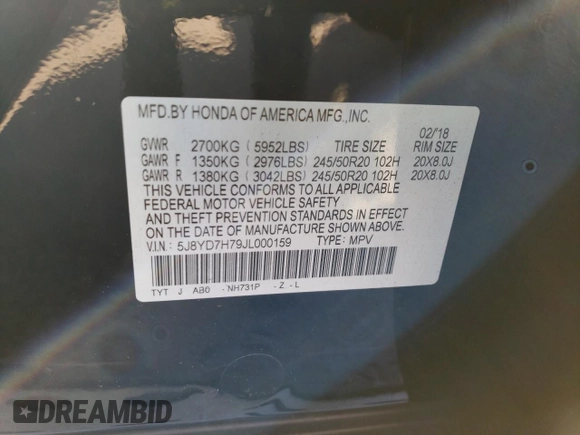 MFD.BY HONDA OF AMERICA MFG.,INC.
02/'18
GVWR 2700KG ( 5952LBS) TIRE SIZE RIM SIZE
GAWR F 1350KG ( 2976LBS) 245/50R20 102H 20X8.0J
GAWR R 1380KG ( 3042LBS) 245/50R20 102H 20X8.0J
THIS VEHICLE CONFORMS TO ALL APPLICABLE
FEDERAL MOTOR VEHICLE SAFETY
AND THEFT PREVENTION STANDARDS IN EFFECT
ON THE DATE OF MANUFACTURE SHOWN ABOVE.
V.I.N.: 5J8YD7H79JL000159 TYPE: MPV
TYT J AB0 - NH731P - Z - L
DREAMBID